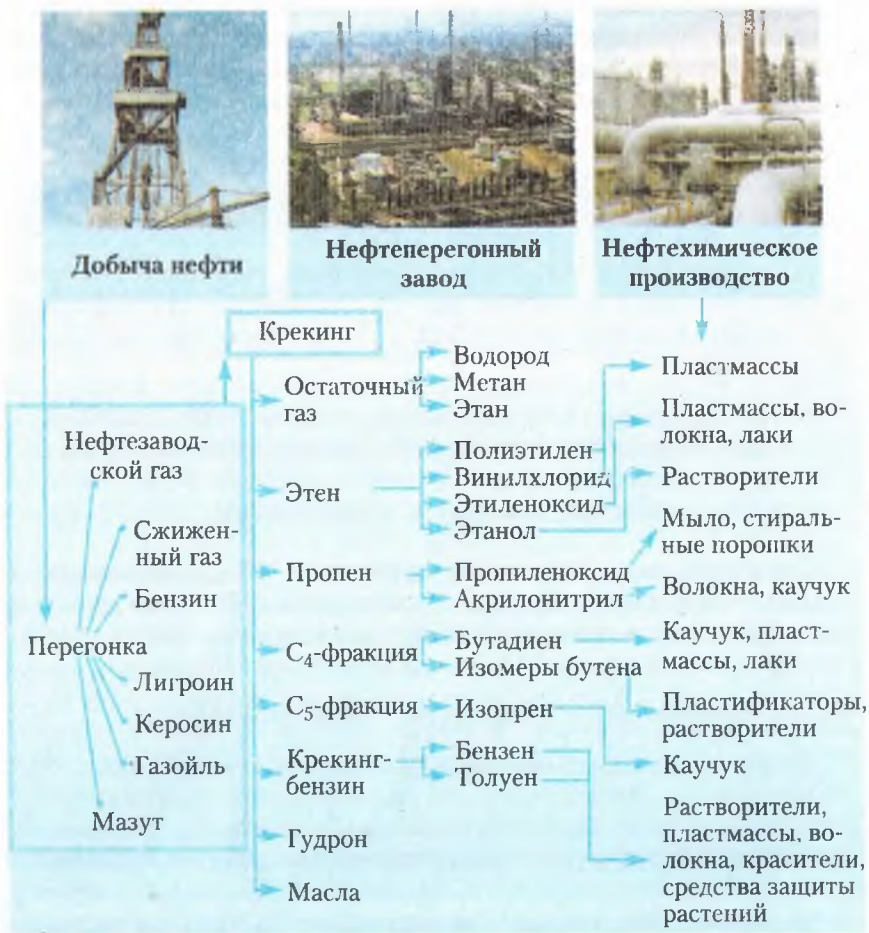 Добыча нефти
Нефтеперегонный
завод
Нефтехимическое
производство
Крекинг
Нефтезавод-
ской газ
Сжижен-
ный газ
Бензин
Перегонка
Лигроин
Керосин
Газойль
Мазут
Остаточный
газ
Этен
Пропен
С₄-фракция
С₅-фракция
Крекинг-
бензин
Гудрон
Масла
Водород
Метан
Этан
Полиэтилен
Винилхлорид
Этиленоксид
Этанол
Пропиленоксид
Акрилонитрил
Бутадиен
Изомеры бутена
Изопрен
Бензен
Толуен
Пластмассы
Пластмассы, во-
локна, лаки
Растворители
Мыло, стираль-
ные порошки
Волокна, каучук
Каучук, пласт-
массы, лаки
Пластификаторы,
растворители
Каучук
Растворители,
пластмассы, во-
локна, красители,
средства защиты
растений